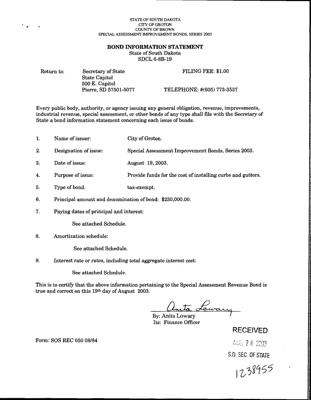 STATE OF SOUTH DAKOTA
CITY OF GROTON
COUNTY OF BROWN
SPECIAL ASSESSMENT IMPROVEMENT BONDS, SERIES 2003
BOND INFORMATION STATEMENT
State of South Dakota
SDCL 6-8B-19
Return to: Secretary of State FILING FEE: $1.00
State Capitol
500 E. Capitol
Pierre, SD 57501-5077 TELEPHONE: #(605) 773-3537
Every public body, authority, or agency issuing any general obligation, revenue, improvements,
industrial revenue, special assessment, or other bonds of any type shall file with the Secretary of
State a bond information statement concerning each issue of bonds.
1. Name of issuer: City of Groton.
2. Designation of issue: Special Assessment Improvement Bonds, Series 2003.
3. Date of issue: August 19, 2003.
4. Purpose of issue: Provide funds for the cost of installing curbs and gutters.
5. Type of bond: tax-exempt.
6. Principal amount and denomination of bond: $230,000.00.
7. Paying dates of principal and interest:
See attached Schedule.
8. Amortization schedule:
See attached Schedule.
9. Interest rate or rates, including total aggregate interest cost:
See attached Schedule.
This is to certify that the above information pertaining to the Special Assessment Revenue Bond is
true and correct on this 19th day of August 2003.
Anita Lowary
By: Anita Lowary
Its: Finance Officer
RECEIVED
Form: SOS REC 050 08/84
AUG 28 2003
S.D. SEC OF STATE
1238955